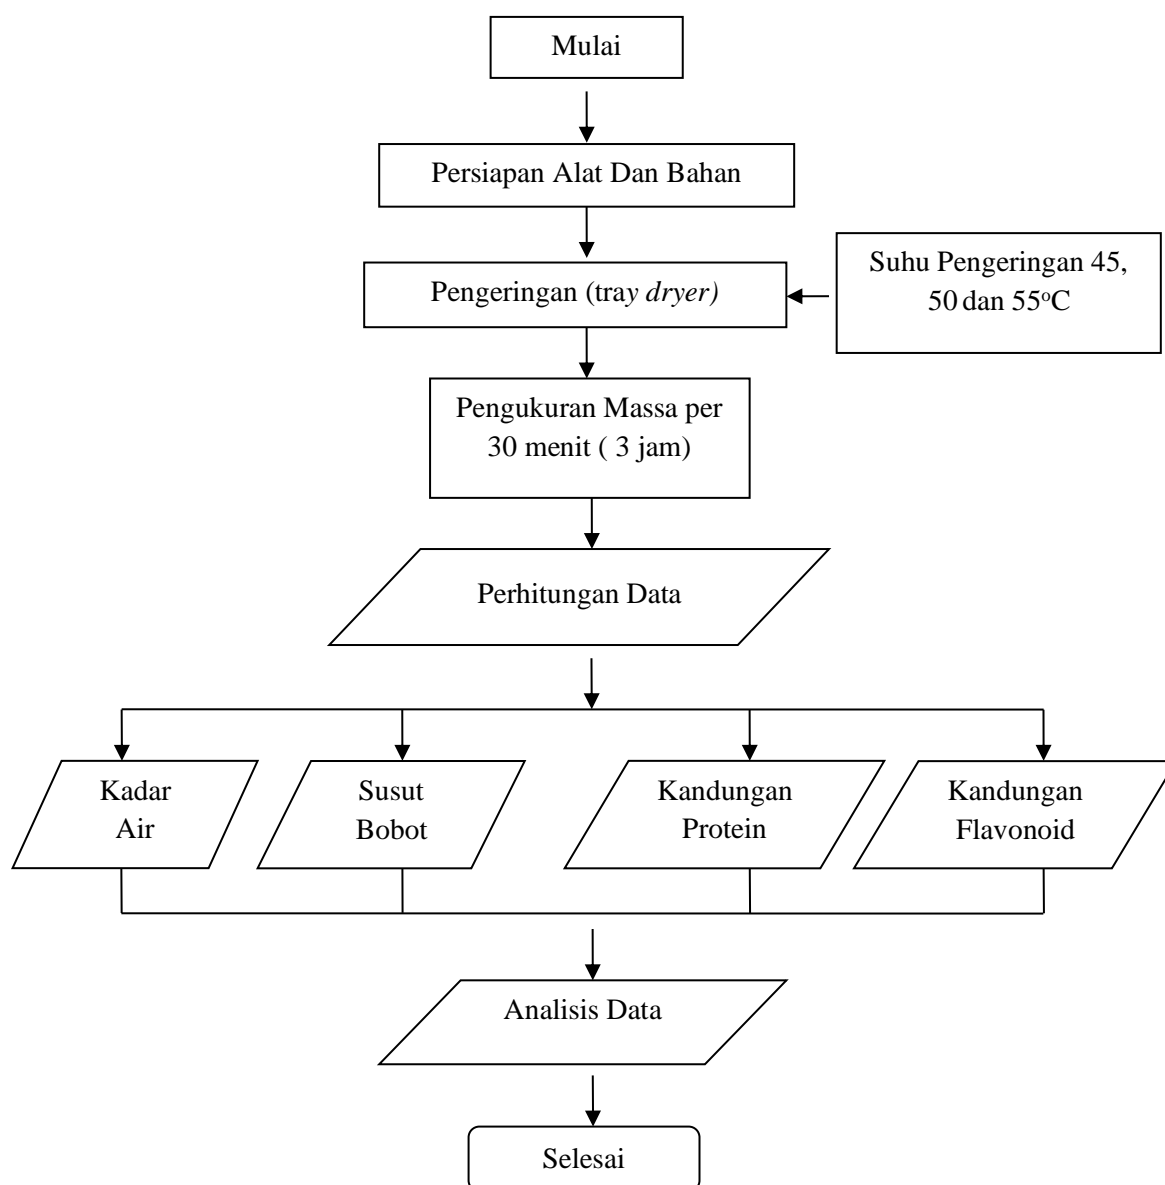 Mulai
Persiapan Alat Dan Bahan
Pengeringan (tray dryer)
Suhu Pengeringan 45,
50 dan 55°C
Pengukuran Massa per
30 menit ( 3 jam)
Perhitungan Data
Kadar
Air
Susut
Bobot
Kandungan
Protein
Kandungan
Flavonoid
Analisis Data
Selesai